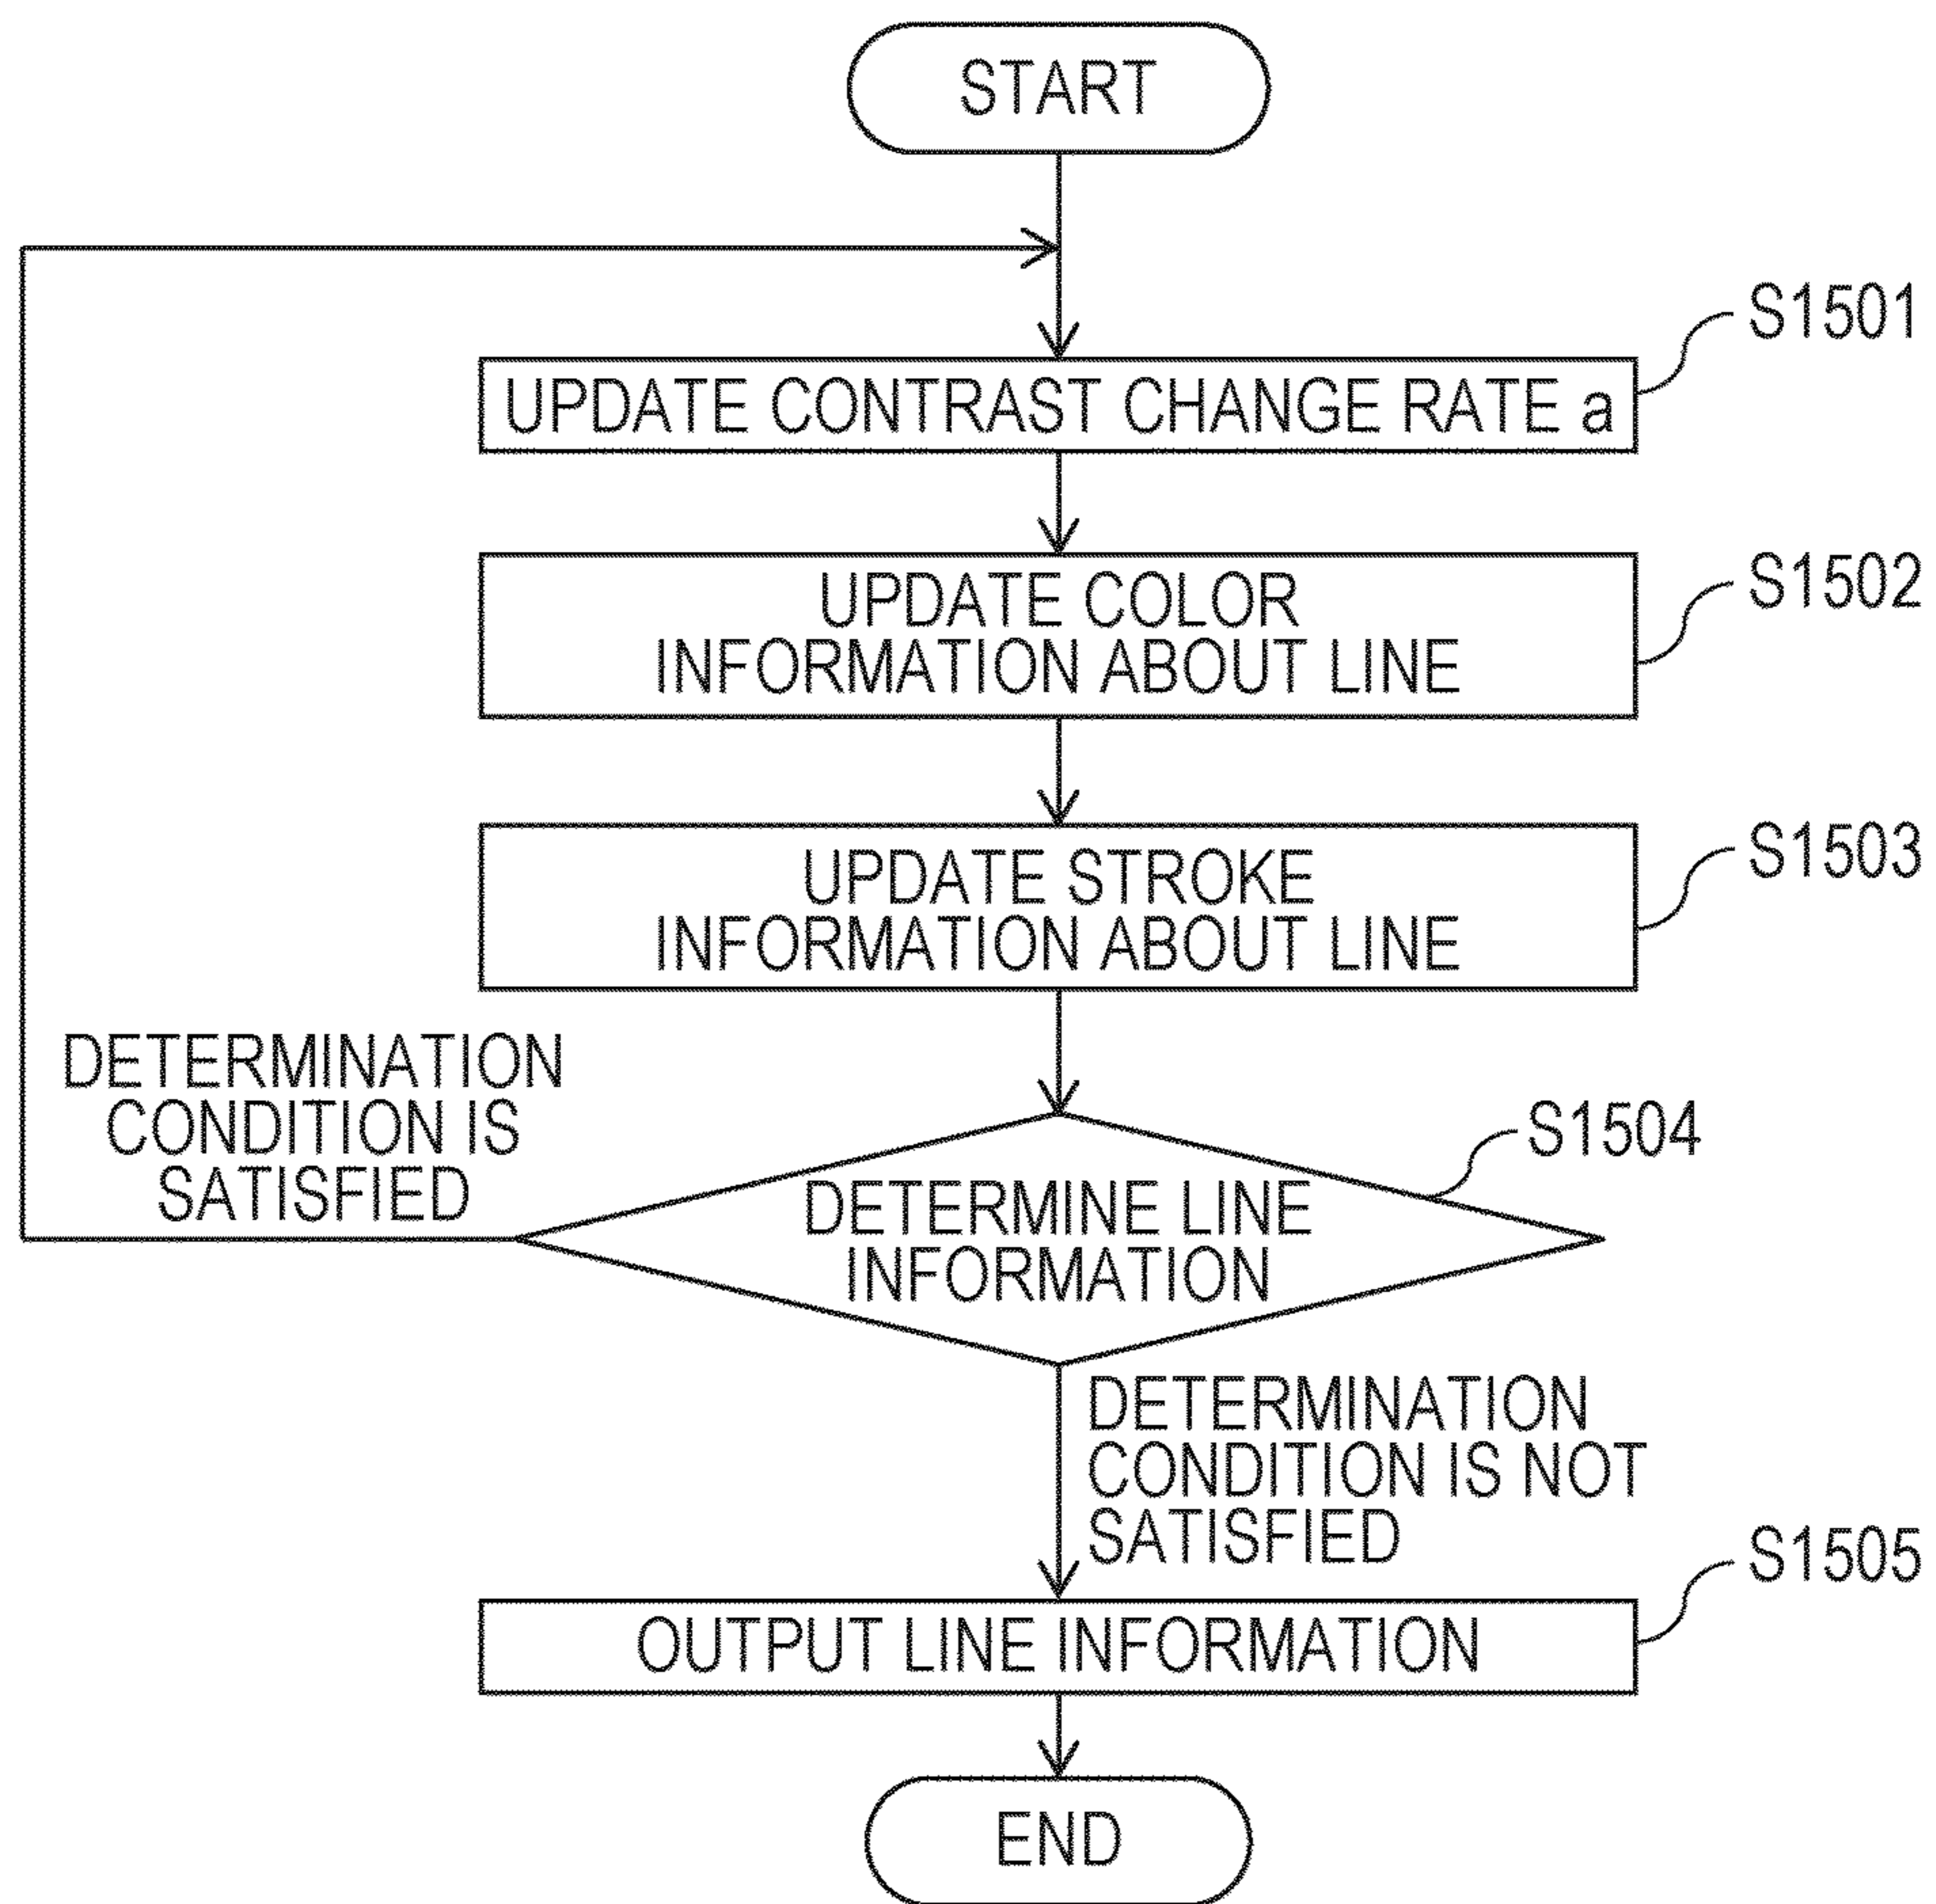 START
S1501
UPDATE CONTRAST CHANGE RATE a
S1502
UPDATE COLOR
INFORMATION ABOUT LINE
S1503
UPDATE STROKE
INFORMATION ABOUT LINE
DETERMINATION
CONDITION IS
SATISFIED
S1504
DETERMINE LINE
INFORMATION
DETERMINATION
CONDITION IS NOT
SATISFIED
S1505
OUTPUT LINE INFORMATION
END